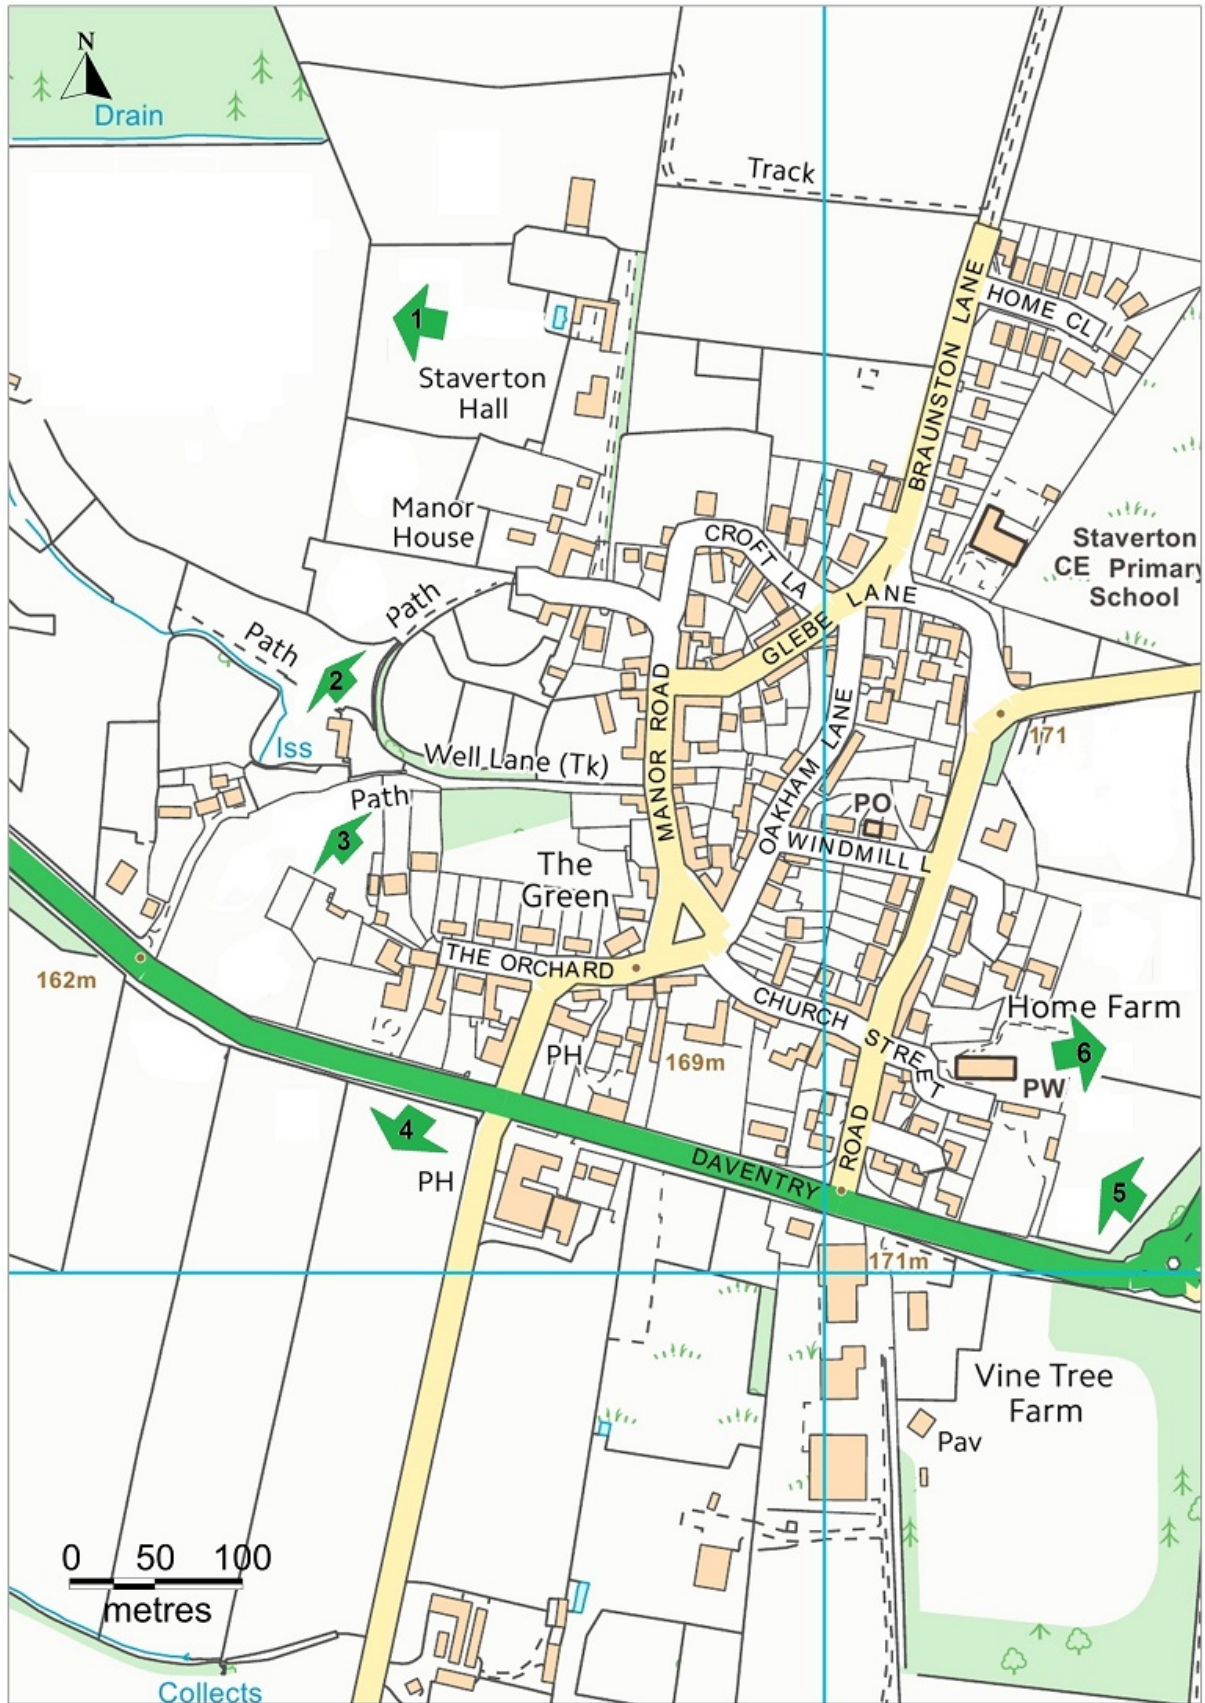 N
Drain
Track
BRAUNSTON LANE
HOME CL
1
Staverton
Hall
Manor
House
CROFT LA
Staverton
CE Primary
School
Path
GLEBE LANE
Path
2
MANOR ROAD
OAKHAM LANE
171
Iss
Well Lane (Tk)
Path
PO
3
WINDMILL L
The
Green
THE ORCHARD
162m
CHURCH STREET
Home Farm
PH
169m
6
PW
4
ROAD
PH
DAVENTRY
5
171m
Vine Tree
Farm
Pav
0 50 100
metres
Collects